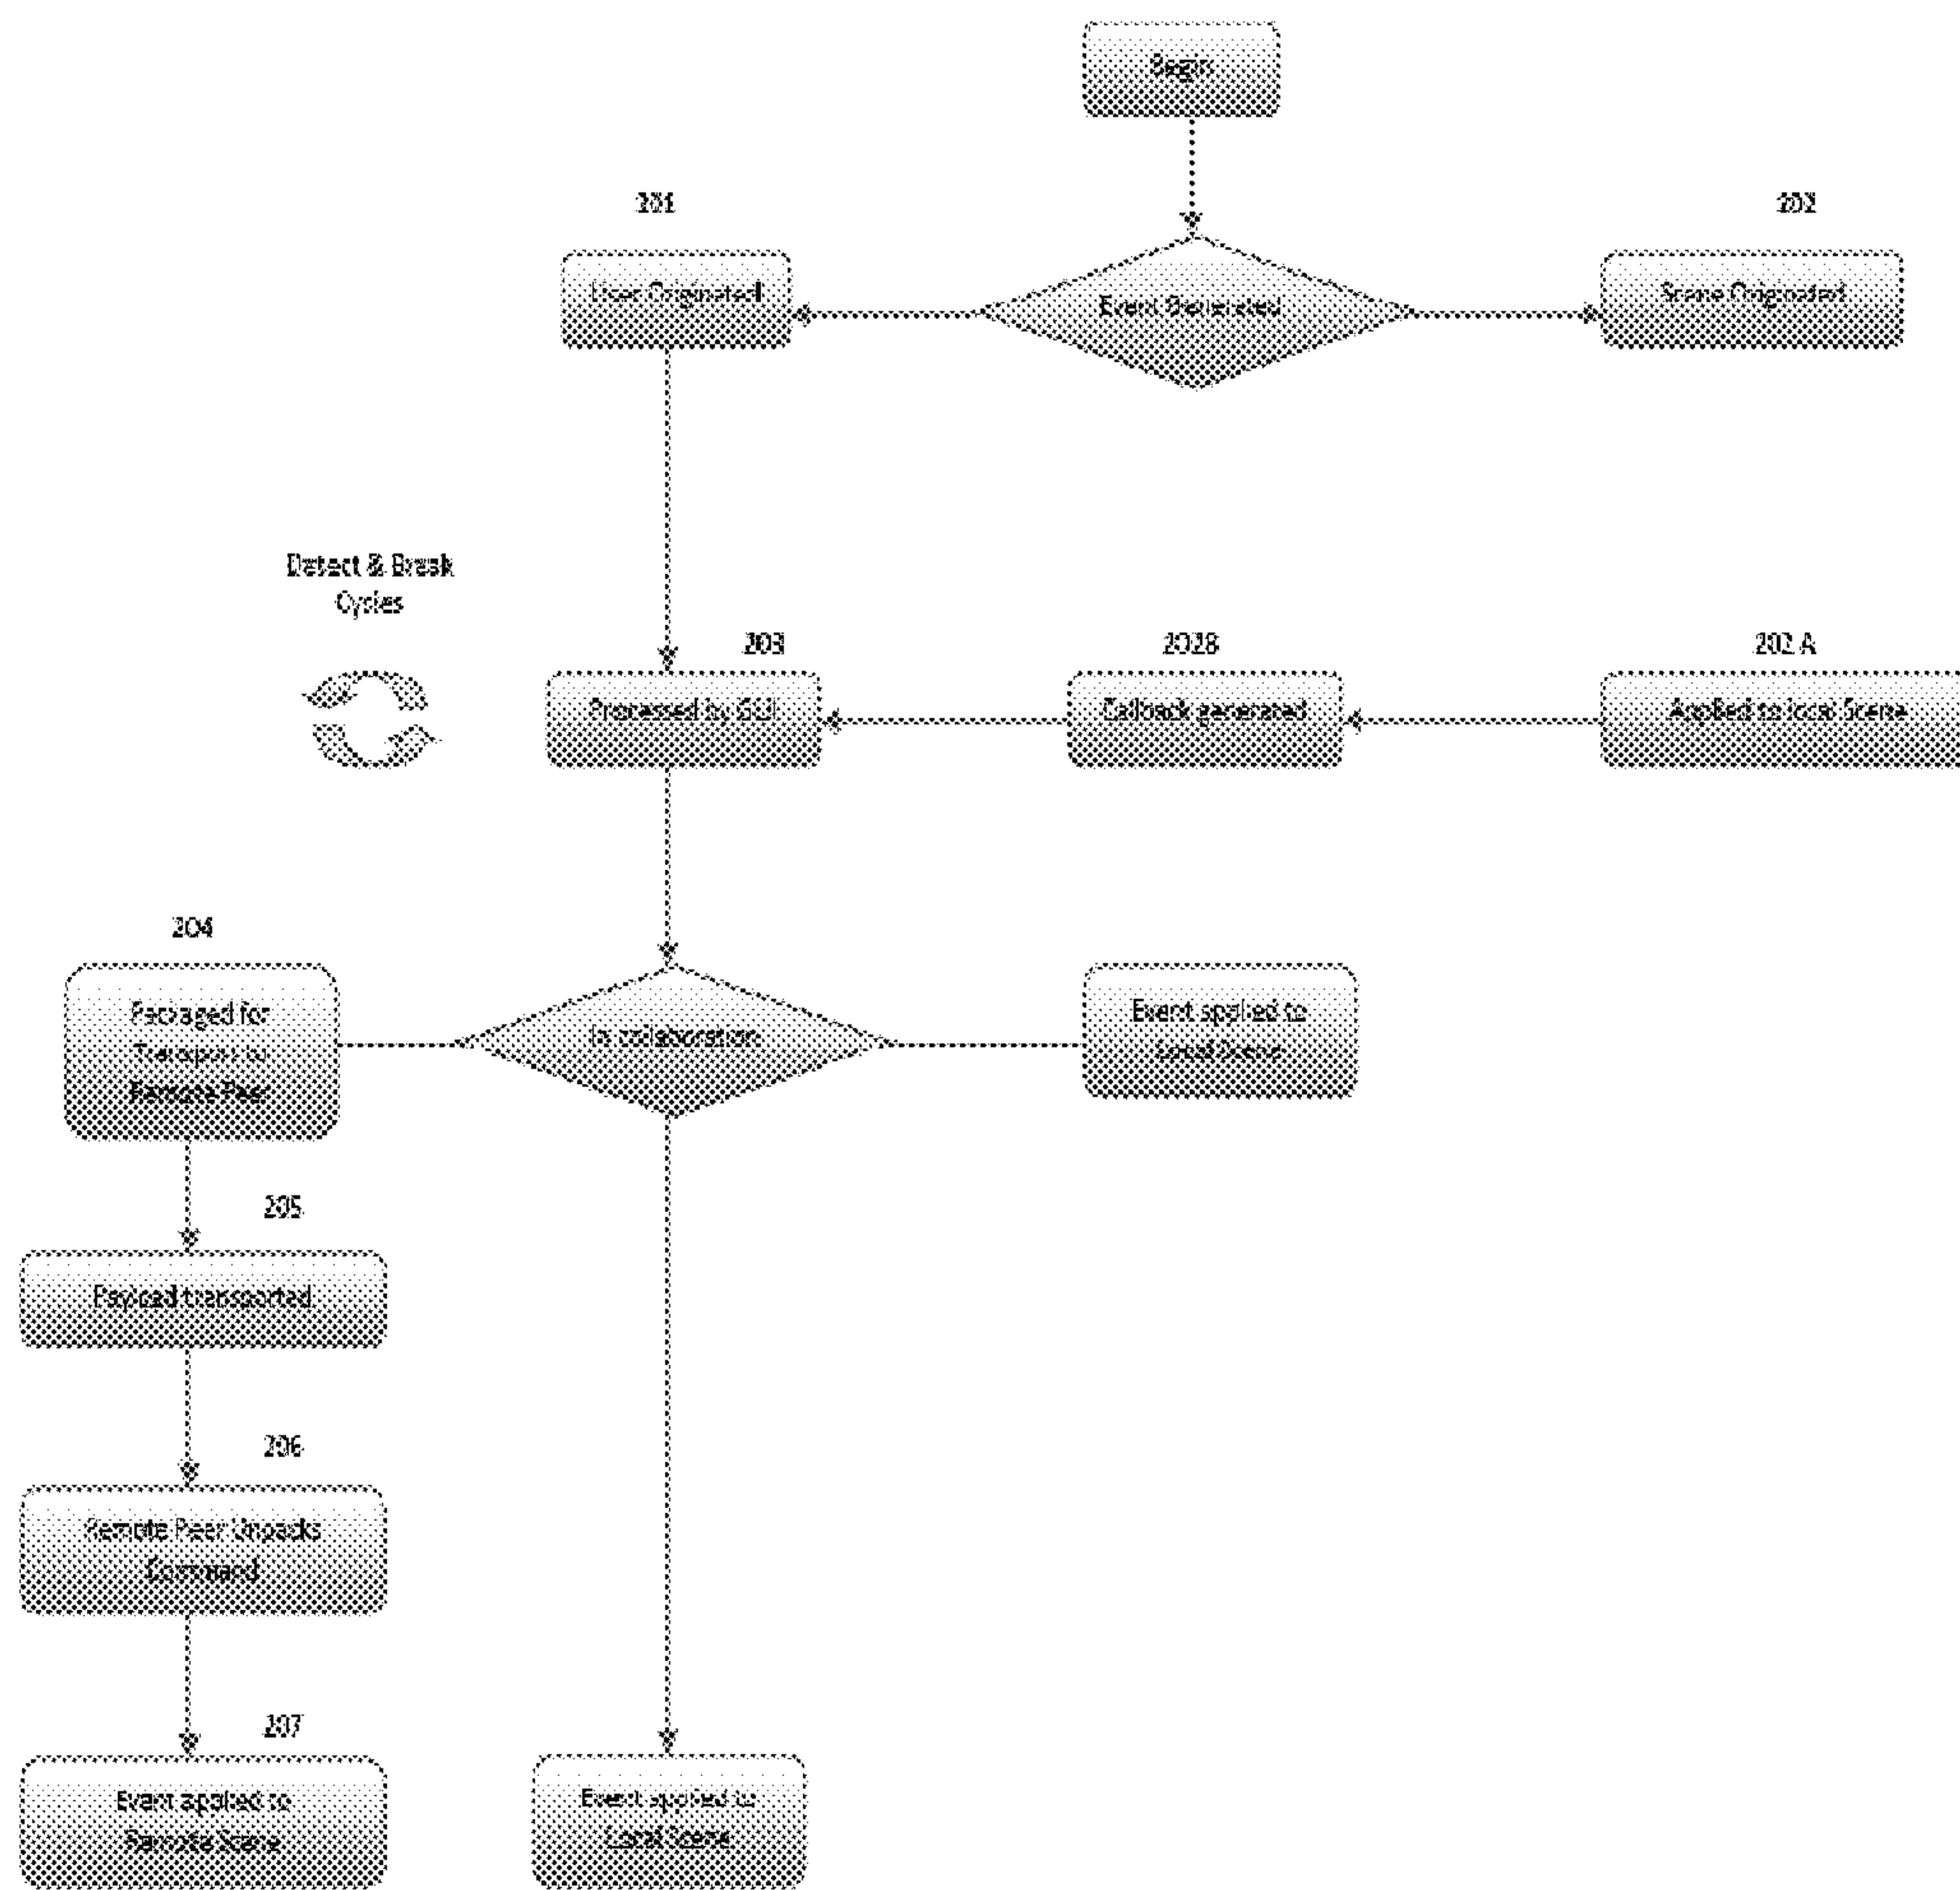 Begin
201
202
User Originated
Event Generated
Scene Originated
Detect & Break
Cycles
203
202B
202 A
Processed by GUI
Callback generated
Applied to local Scene
204
Packaged for
Transport to
Remote Peer
In collaboration
Event applied to
Local Scene
205
Payload transported
206
Remote Peer Unpacks
Command
207
Event applied to
Remote Scene
Event applied to
Local Scene